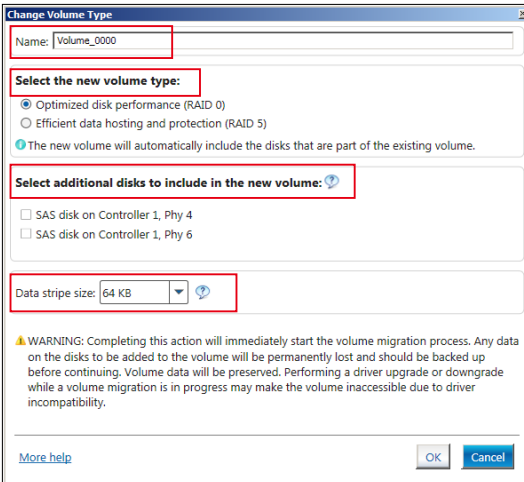 Change Volume Type
Name: Volume_0000
Select the new volume type:
Optimized disk performance (RAID 0)
Efficient data hosting and protection (RAID 5)
The new volume will automatically include the disks that are part of the existing volume.
Select additional disks to include in the new volume:
SAS disk on Controller 1, Phy 4
SAS disk on Controller 1, Phy 6
Data stripe size: 64 KB
WARNING: Completing this action will immediately start the volume migration process. Any data
on the disks to be added to the volume will be permanently lost and should be backed up
before continuing. Volume data will be preserved. Performing a driver upgrade or downgrade
while a volume migration is in progress may make the volume inaccessible due to driver
incompatibility.
More help
OK
Cancel